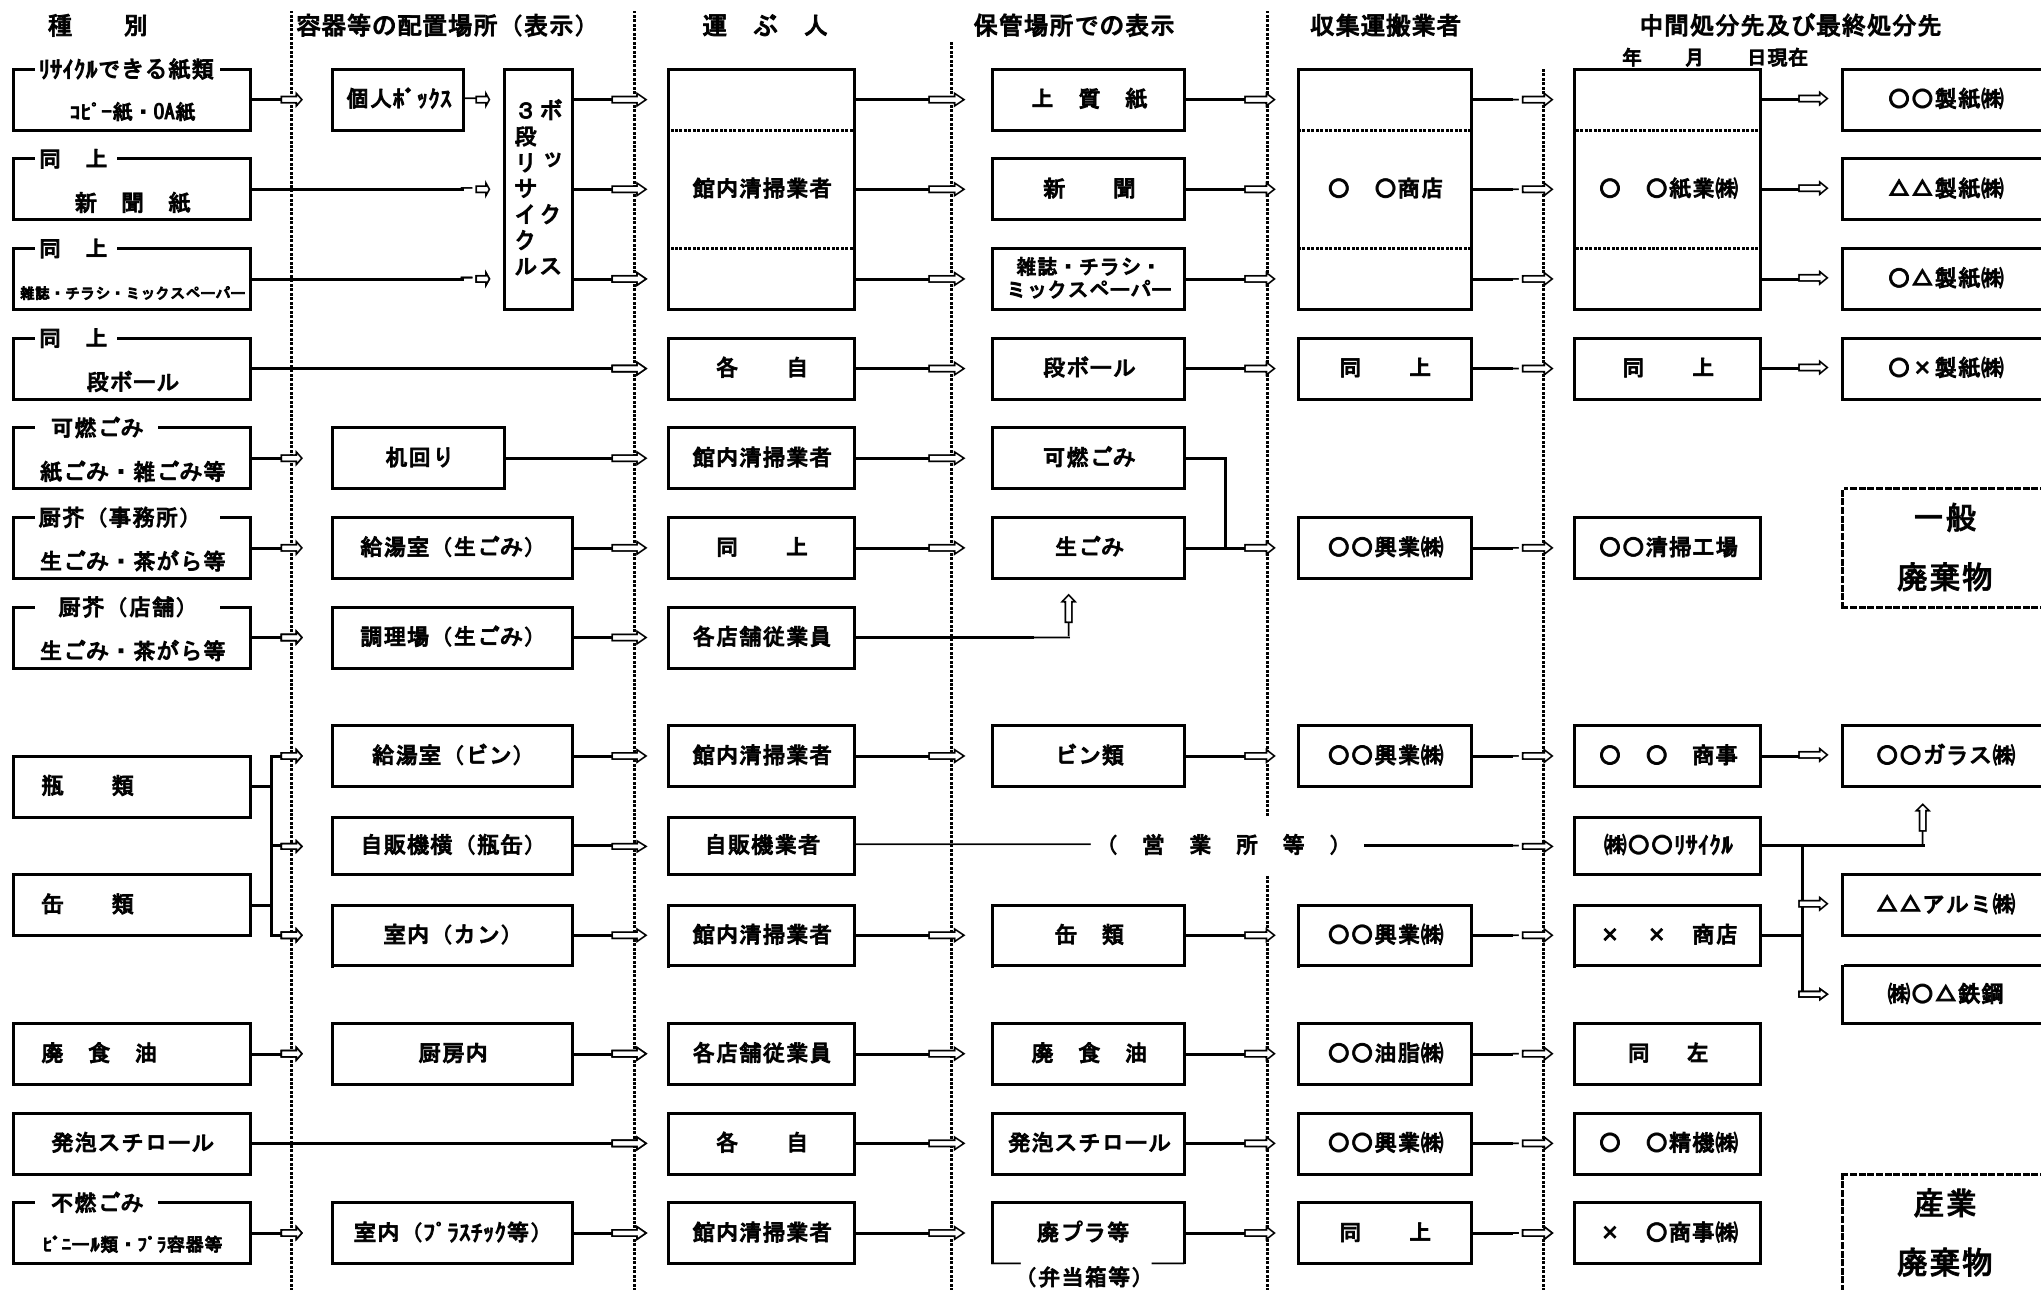 種　別　容器等の配置場所（表示）　運　ぶ　人　保管場所での表示　収集運搬業者　中間処分先及び最終処分先
年　月　日現在
ﾘｻｲｸﾙできる紙類
ｺﾋﾟｰ紙・OA紙
個人ﾎﾞｯｸｽ
３段リサイクル
ボックス
上　質　紙
○○製紙㈱
同　上
新　聞　紙
館内清掃業者
新　聞
○　○商店
○　○紙業㈱
△△製紙㈱
同　上
雑誌・チラシ・ミックスペーパー
雑誌・チラシ・
ミックスペーパー
○△製紙㈱
同　上
段ボール
各　自
段ボール
同　上
同　上
○×製紙㈱
可燃ごみ
紙ごみ・雑ごみ等
机回り
館内清掃業者
可燃ごみ
厨芥（事務所）
生ごみ・茶がら等
給湯室（生ごみ）
同　上
生ごみ
○○興業㈱
○○清掃工場
一般
廃棄物
厨芥（店舗）
生ごみ・茶がら等
調理場（生ごみ）
各店舗従業員
瓶　類
給湯室（ビン）
館内清掃業者
ビン類
○○興業㈱
○　○　商事
○○ガラス㈱
自販機横（瓶缶）
自販機業者
（　営　業　所　等　）
㈱○○ﾘｻｲｸﾙ
缶　類
室内（カン）
館内清掃業者
缶　類
○○興業㈱
×　×　商店
△△アルミ㈱
㈱○△鉄鋼
廃　食　油
厨房内
各店舗従業員
廃　食　油
○○油脂㈱
同　左
発泡スチロール
各　自
発泡スチロール
○○興業㈱
○　○精機㈱
不燃ごみ
ﾋﾞﾆｰﾙ類・ﾌﾟﾗ容器等
室内（ﾌﾟﾗｽﾁｯｸ等）
館内清掃業者
廃プラ等
（弁当箱等）
同　上
×　○商事㈱
産業
廃棄物